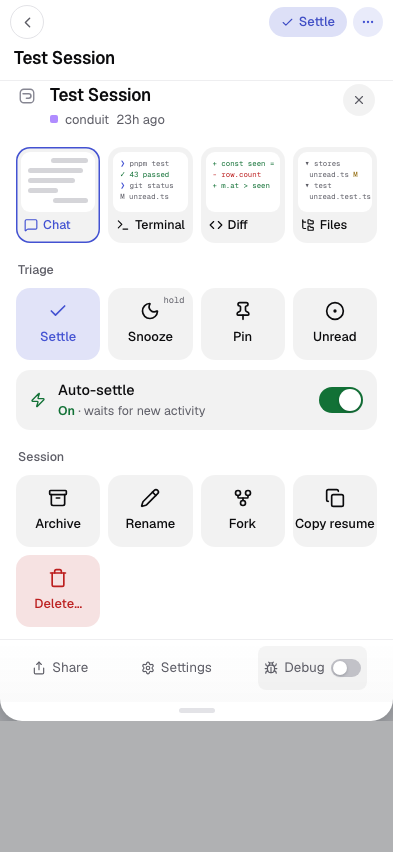 Settle
Test Session
Test Session
conduit 23h ago
❯ pnpm test
✓ 43 passed
❯ git status
M unread.ts
+ const seen =
- row.count
+ m.at > seen
▾ stores
unread.ts M
▾ test
unread.test.ts
Chat
Terminal
Diff
Files
Triage
Settle
hold
Snooze
Pin
Unread
Auto-settle
On · waits for new activity
Session
Archive
Rename
Fork
Copy resume
Delete...
Share
Settings
Debug